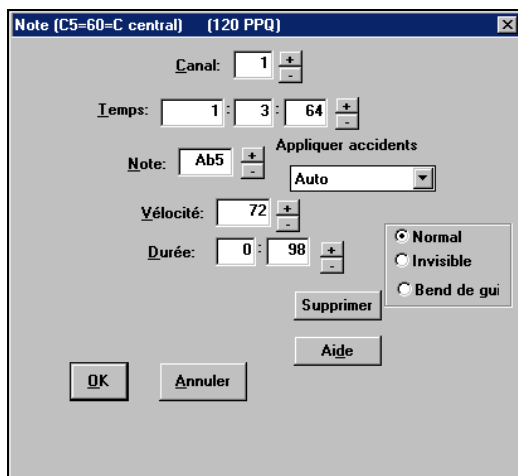 Note (C5=60=C central) (120 PPQ)
Canal: 1 + -
Temps: 1 : 3 : 64 + -
Appliquer accidents
Note: Ab5 + - Auto
Vélocité: 72 + -
Durée: 0 : 98 + -
Normal
Invisible
Bend de gui
Supprimer
Aide
OK Annuler